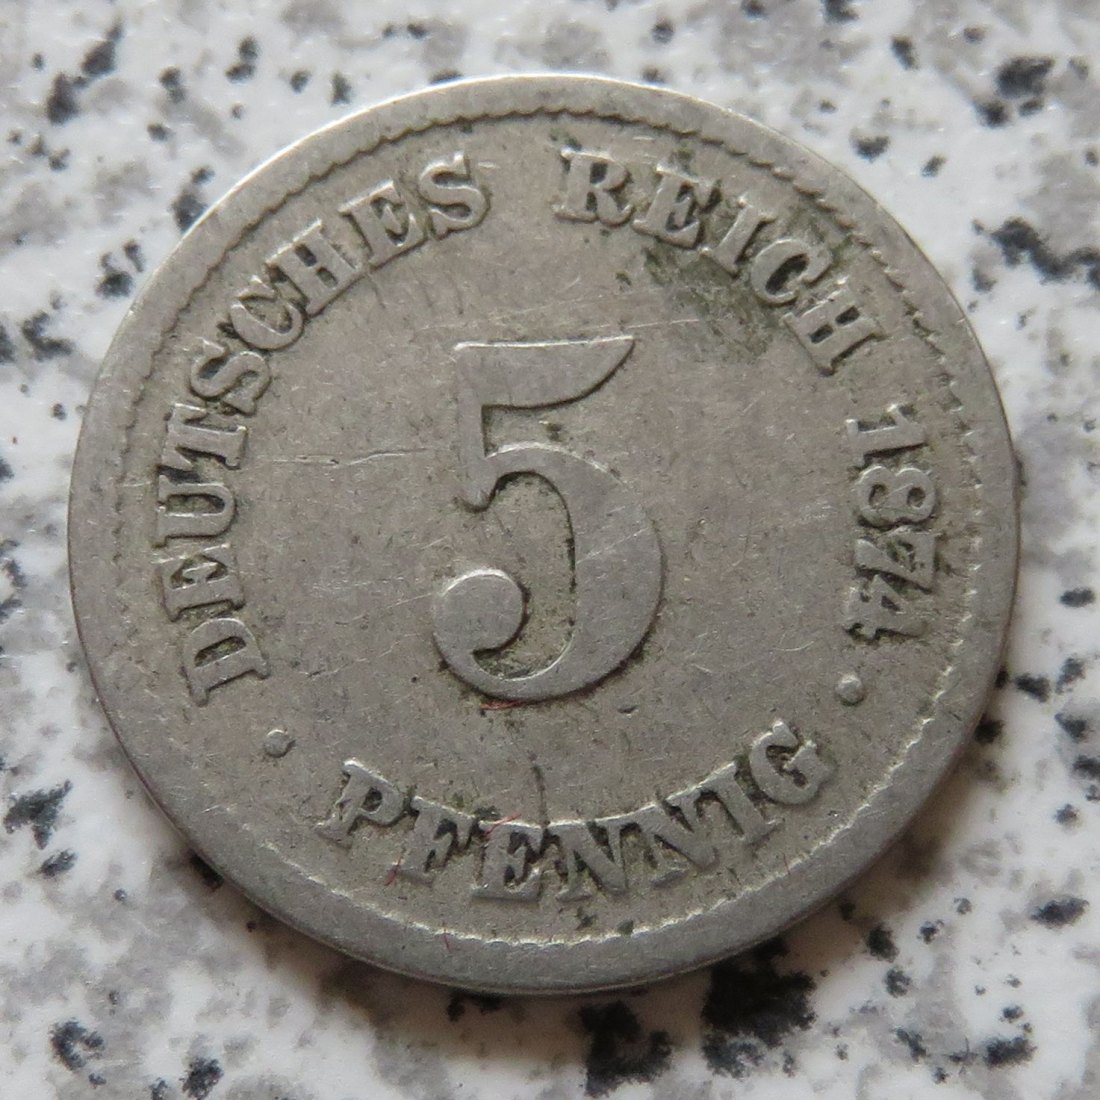 DEUTSCHES REICH 1874
5
· PFENNIG ·